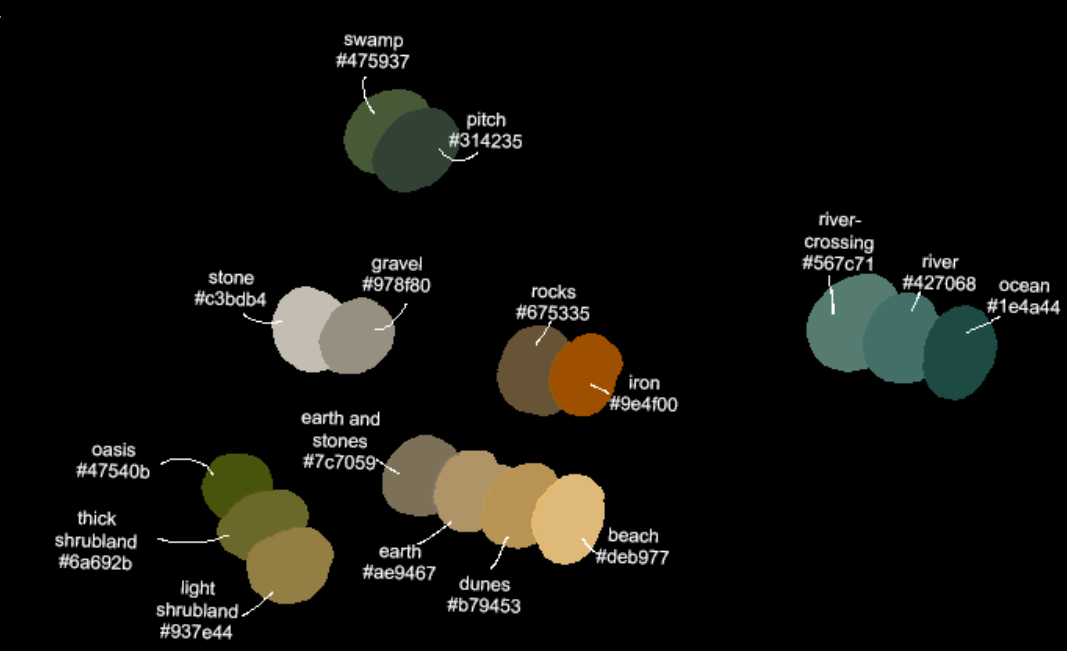 swamp
#475937
pitch
#314235
river-
crossing
#567c71
river
#427068
ocean
#1e4a44
stone
#c3bdb4
gravel
#978f80
rocks
#675335
iron
#9e4f00
earth and
stones
#7c7059
oasis
#47540b
thick
shrubland
#6a692b
light
shrubland
#937e44
earth
#ae9467
dunes
#b79453
beach
#deb977